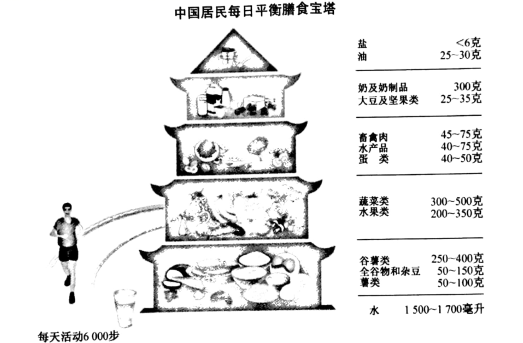 中国居民每日平衡膳食宝塔
盐 <6克
油 25~30克
奶及奶制品 300克
大豆及坚果类 25~35克
畜禽肉 45~75克
水产品 40~75克
蛋 类 40~50克
蔬菜类 300~500克
水果类 200~350克
谷薯类 250~400克
全谷物和杂豆 50~150克
薯类 50~100克
水 1 500~1 700毫升
每天活动6 000步